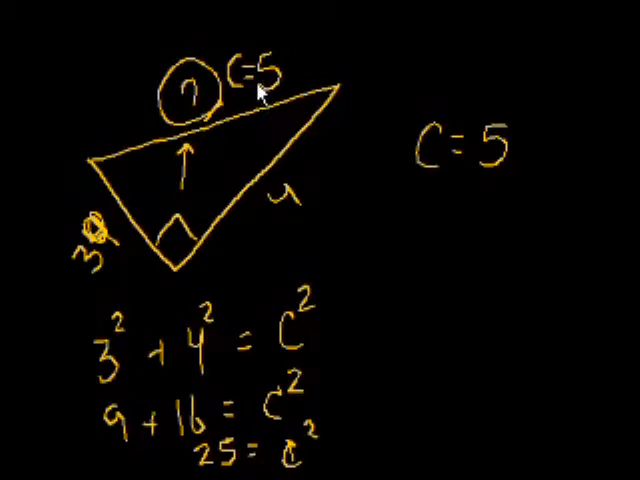 ? C=5
C = 5
4
3
3² + 4² = C²
9 + 16 = C²
25 = C²